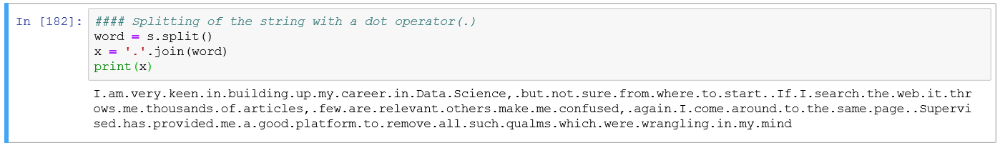 In [182]: #### Splitting of the string with a dot operator(.)
word = s.split()
x = '.'.join(word)
print(x)
I.am.very.keen.in.building.up.my.career.in.Data.Science,.but.not.sure.from.where.to.start..If.I.search.the.web.it.thr
ows.me.thousands.of.articles,.few.are.relevant.others.make.me.confused,.again.I.come.around.to.the.same.page..Supervi
sed.has.provided.me.a.good.platform.to.remove.all.such.qualms.which.were.wrangling.in.my.mind